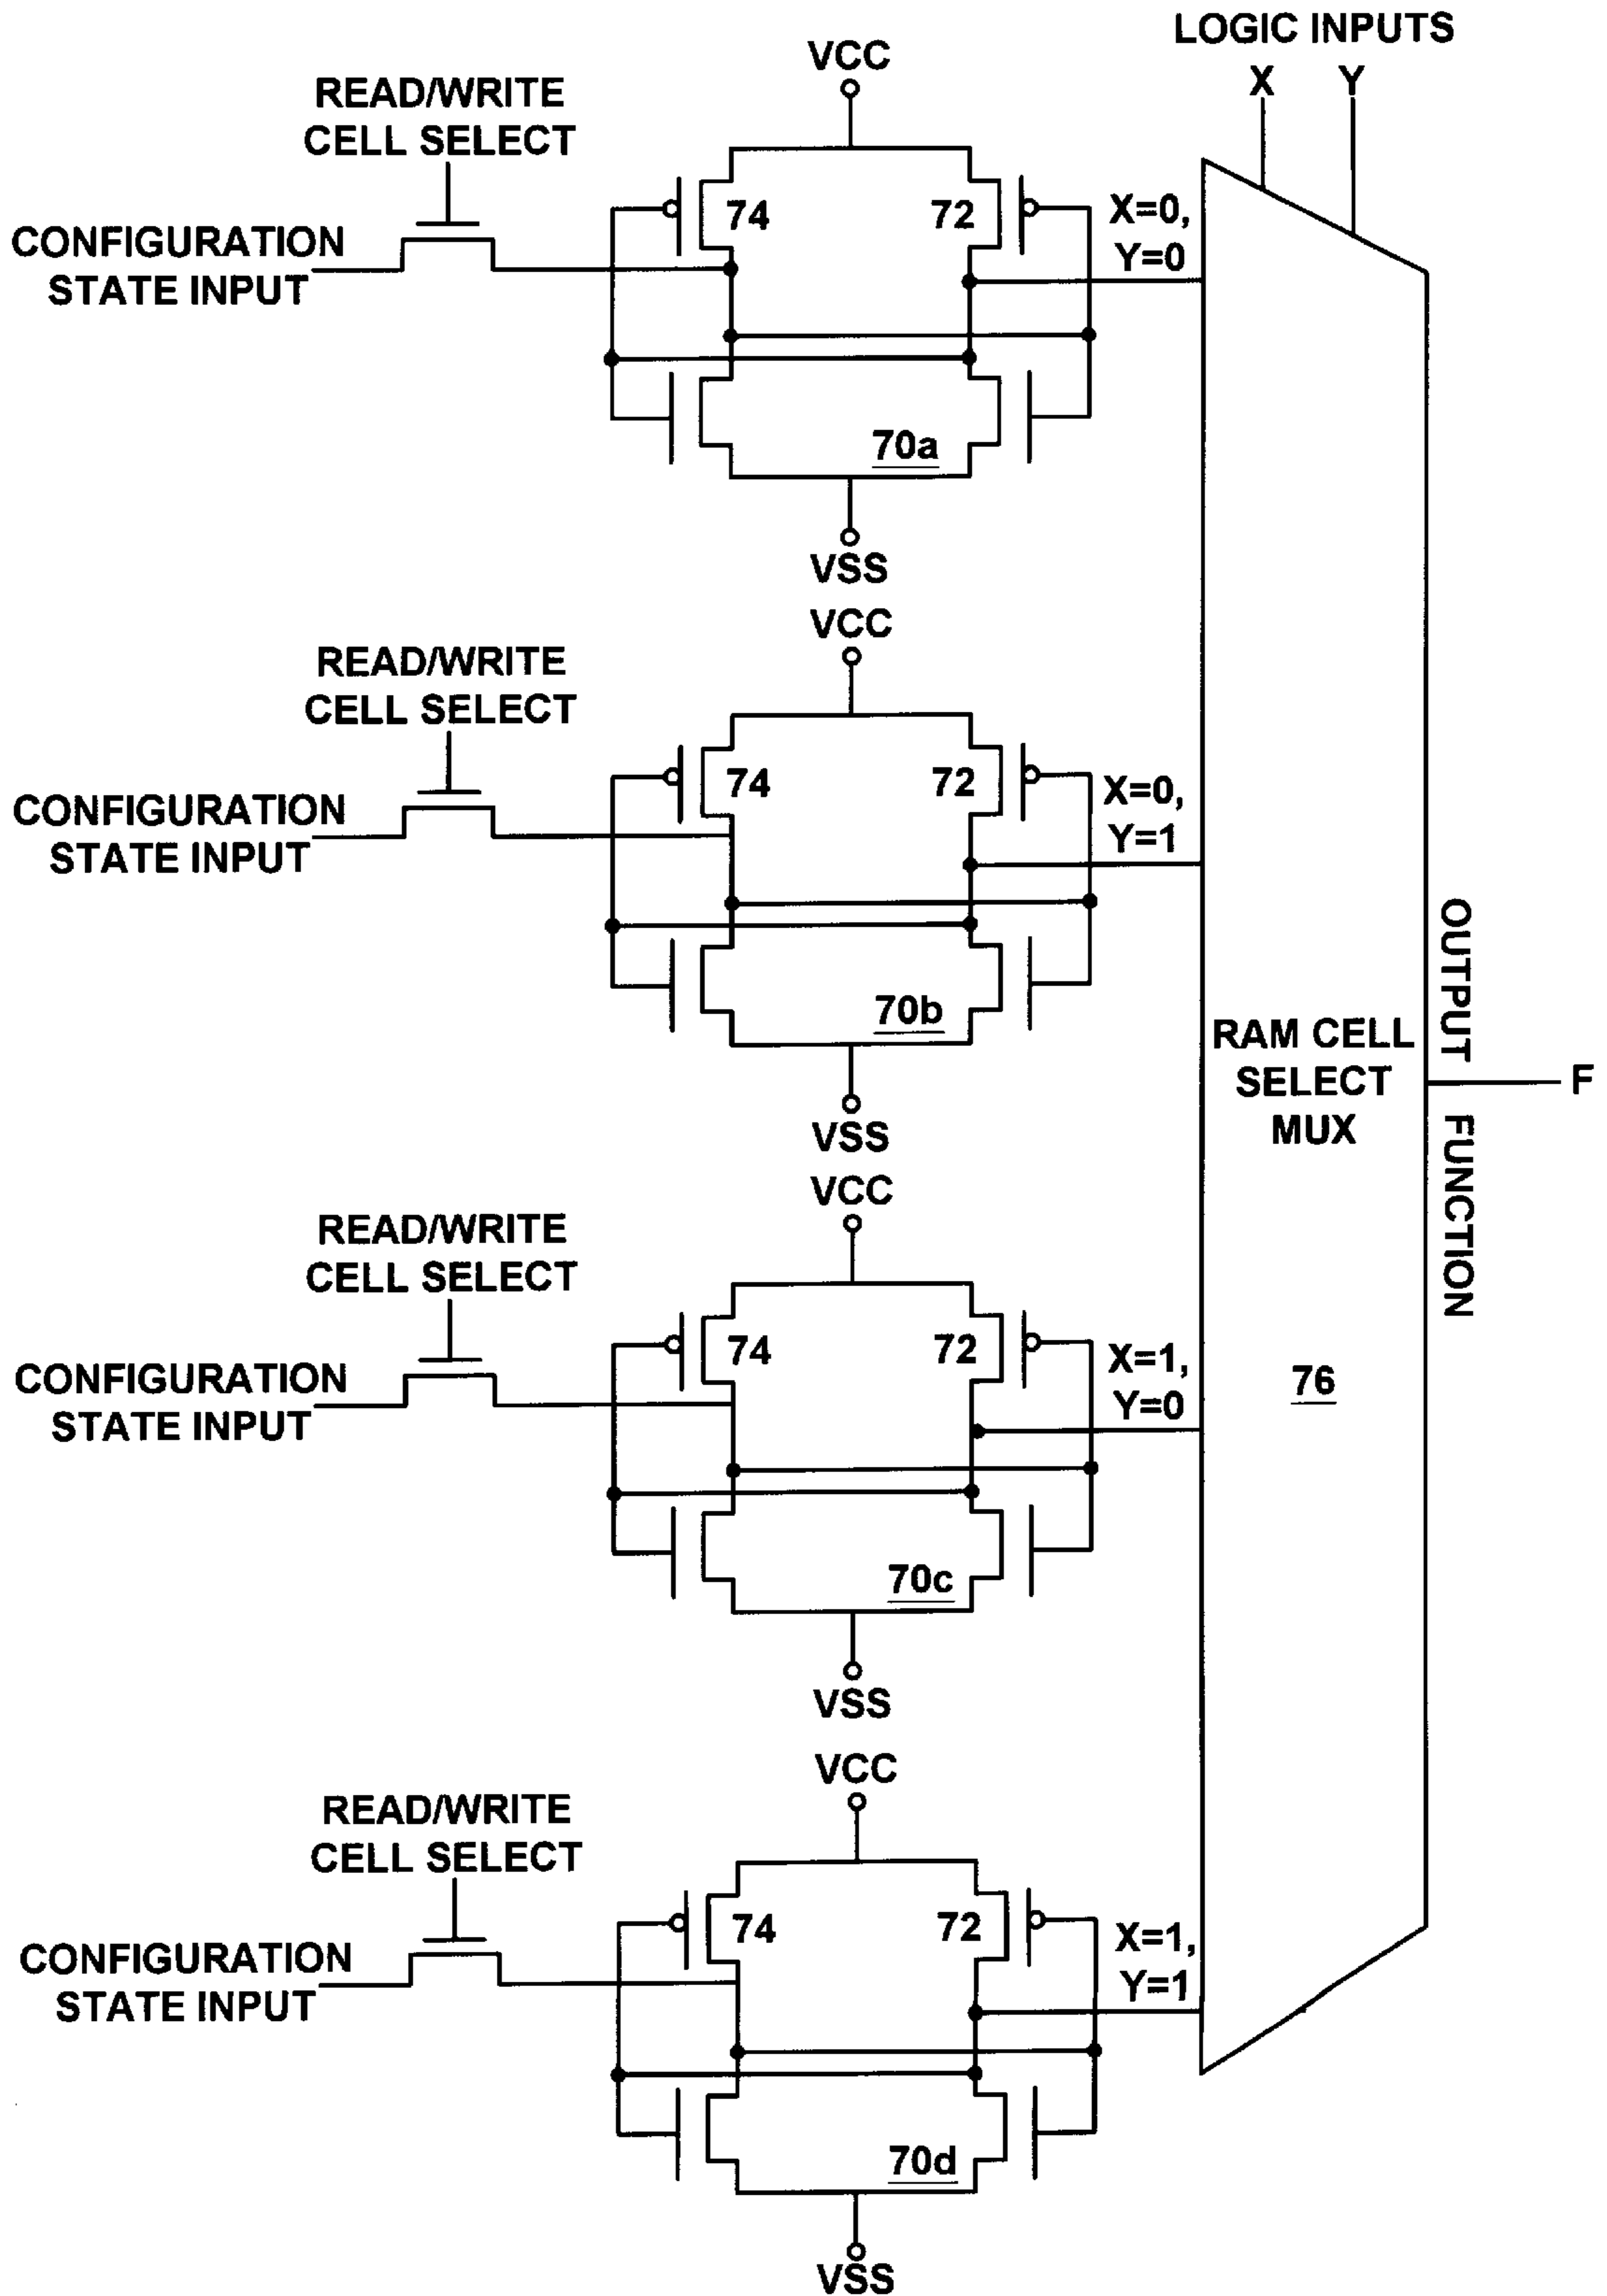 LOGIC INPUTS
X Y
VCC
READ/WRITE
CELL SELECT
CONFIGURATION
STATE INPUT
74
72
X=0,
Y=0
70a
VSS
VCC
READ/WRITE
CELL SELECT
CONFIGURATION
STATE INPUT
74
72
X=0,
Y=1
70b
VSS
OUTPUT FUNCTION
RAM CELL
SELECT
MUX
F
76
VCC
READ/WRITE
CELL SELECT
CONFIGURATION
STATE INPUT
74
72
X=1,
Y=0
70c
VSS
VCC
READ/WRITE
CELL SELECT
CONFIGURATION
STATE INPUT
74
72
X=1,
Y=1
70d
VSS